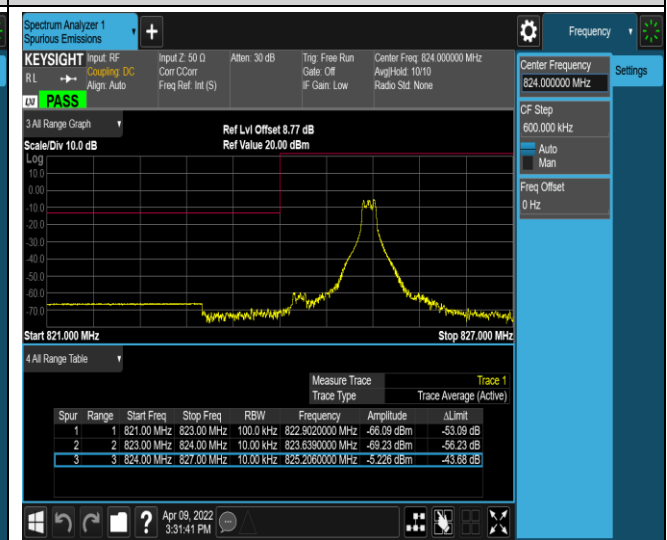 Spectrum Analyzer 1
Spurious Emissions
+
Frequency
KEYSIGHT
Input: RF
Input Z: 50 Ω
Atten: 30 dB
Trig: Free Run
Center Freq: 824.000000 MHz
R L
Coupling: DC
Corr CCorr
Gate: Off
Avg|Hold: 10/10
Align: Auto
Freq Ref: Int (S)
IF Gain: Low
Radio Std: None
LXI
PASS
Center Frequency
824.000000 MHz
Settings
CF Step
600.000 kHz
Auto
Man
Freq Offset
0 Hz
3 All Range Graph
Ref Lvl Offset 8.77 dB
Scale/Div 10.0 dB
Ref Value 20.00 dBm
Log
10.0
0.00
-10.0
-20.0
-30.0
-40.0
-50.0
-60.0
-70.0
Start 821.000 MHz
Stop 827.000 MHz
4 All Range Table
Measure Trace Trace 1
Trace Type Trace Average (Active)
Spur Range Start Freq Stop Freq RBW Frequency Amplitude ΔLimit
1 1 821.00 MHz 823.00 MHz 100.0 kHz 822.9020000 MHz -66.09 dBm -53.09 dB
2 2 823.00 MHz 824.00 MHz 10.00 kHz 823.6390000 MHz -69.23 dBm -56.23 dB
3 3 824.00 MHz 827.00 MHz 10.00 kHz 825.2060000 MHz -5.226 dBm -43.68 dB
?
Apr 09, 2022
3:31:41 PM